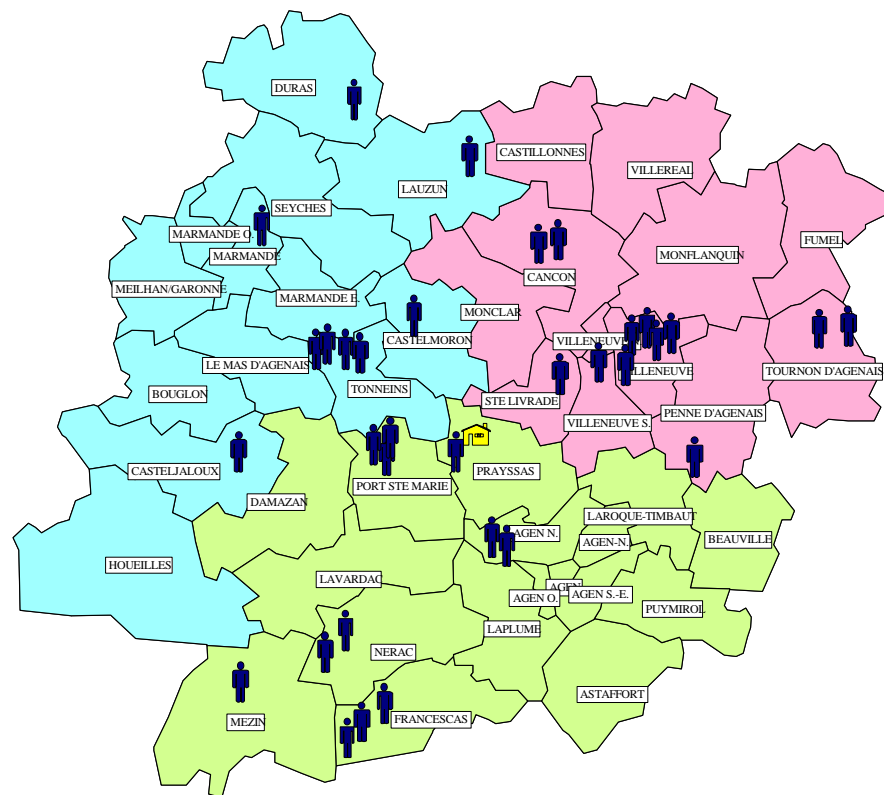 DURAS
CASTILLONNES
VILLEREAL
LAUZUN
SEYCHES
MARMANDE O.
FUMEL
MARMANDE
MONFLANQUIN
CANCON
MEILHAN/GARONNE
MARMANDE E.
MONCLAR
CASTELMORON
VILLENEUVE N.
LE MAS D'AGENAIS
VILLENEUVE
TOURNON D'AGENAIS
BOUGLON
TONNEINS
STE LIVRADE
PENNE D'AGENAIS
VILLENEUVE S.
CASTELJALOUX
PRAYSSAS
PORT STE MARIE
DAMAZAN
LAROQUE-TIMBAUT
AGEN N.
BEAUVILLE
AGEN-N.
HOUEILLES
LAVARDAC
AGEN
AGEN O.
AGEN S.-E.
PUYMIROL
LAPLUME
NERAC
ASTAFFORT
MEZIN
FRANCESCAS